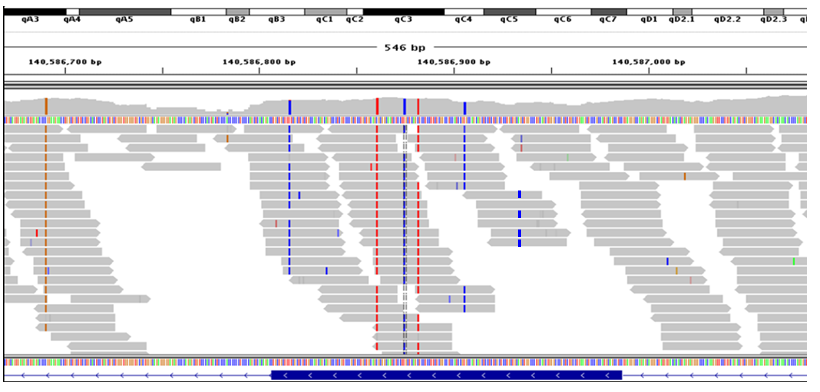 qA3 qA4 qA5 qB1 qB2 qB3 qC1 qC2 qC3 qC4 qC5 qC6 qC7 qD1 qD2.1 qD2.2 qD2.3
546 bp
140,586,700 bp 140,586,800 bp 140,586,900 bp 140,587,000 bp